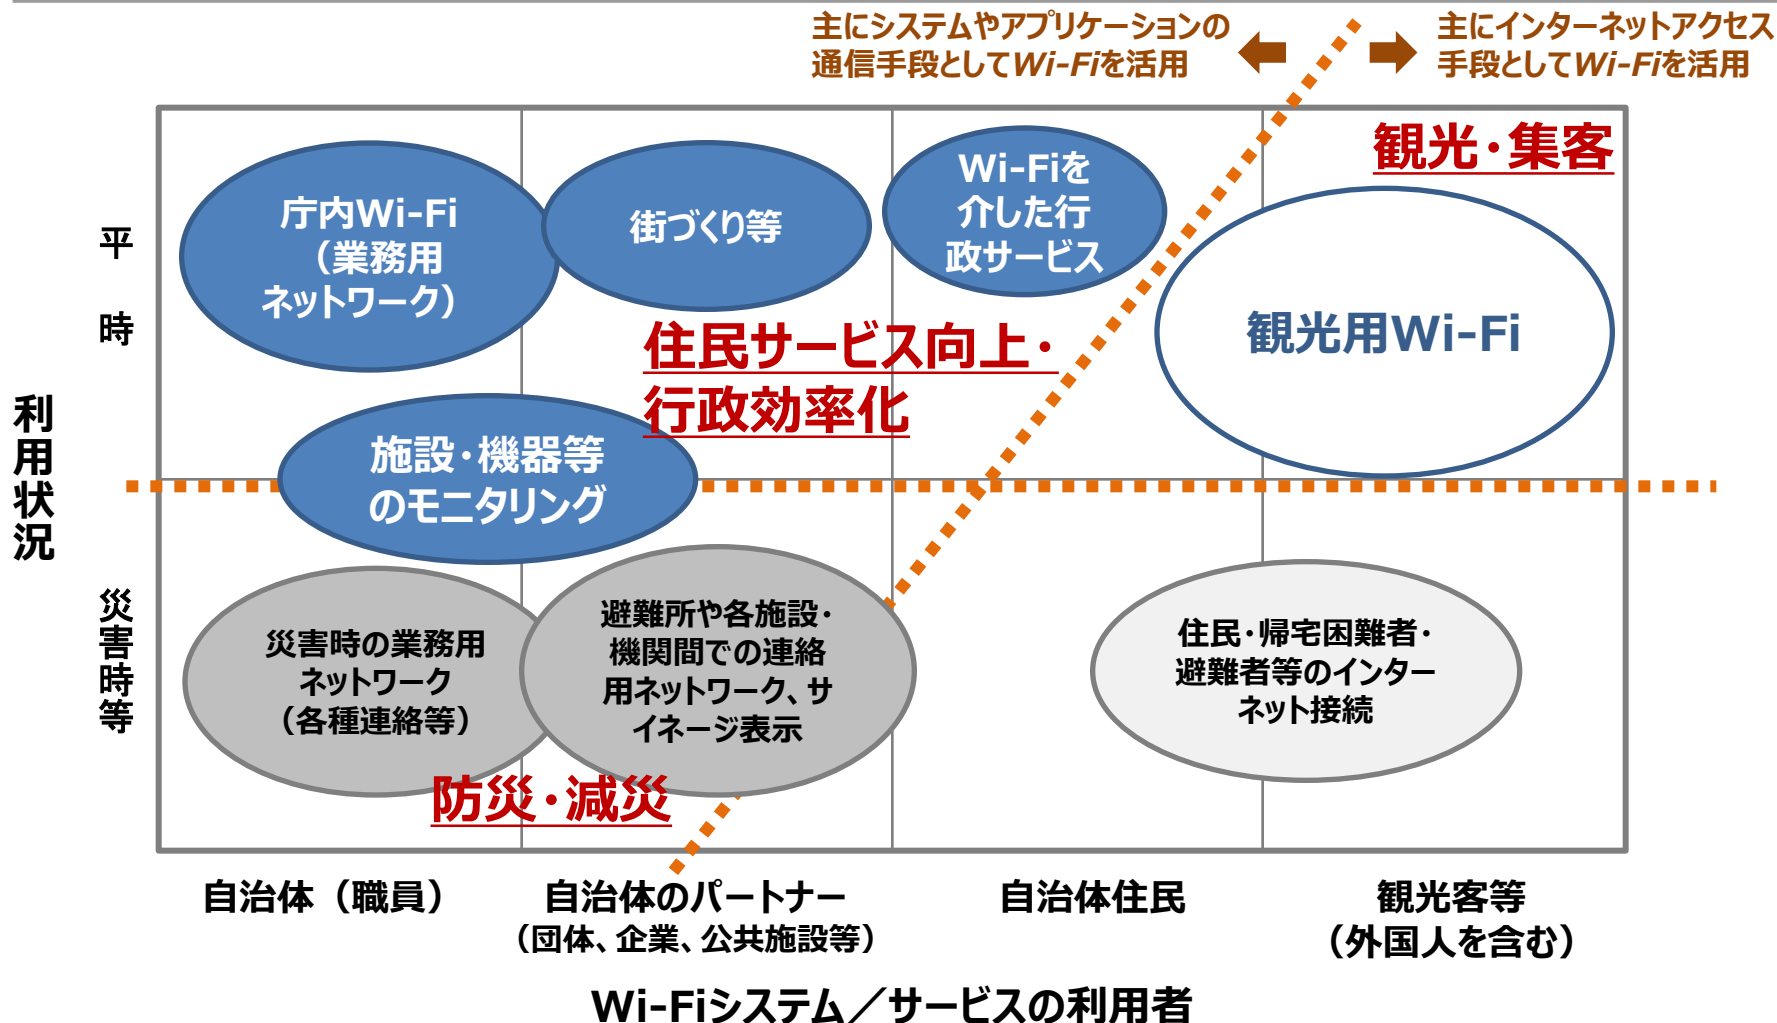 主にシステムやアプリケーションの
通信手段としてWi-Fiを活用
主にインターネットアクセス
手段としてWi-Fiを活用
観光・集客
庁内Wi-Fi
（業務用
ネットワーク）
街づくり等
Wi-Fiを
介した行
政サービス
観光用Wi-Fi
平
時
住民サービス向上・
行政効率化
利用状況
施設・機器等
のモニタリング
災害時等
災害時の業務用
ネットワーク
（各種連絡等）
避難所や各施設・
機関間での連絡
用ネットワーク、サ
イネージ表示
住民・帰宅困難者・
避難者等のインター
ネット接続
防災・減災
自治体（職員）
自治体のパートナー
（団体、企業、公共施設等）
自治体住民
観光客等
（外国人を含む）
Wi-Fiシステム／サービスの利用者